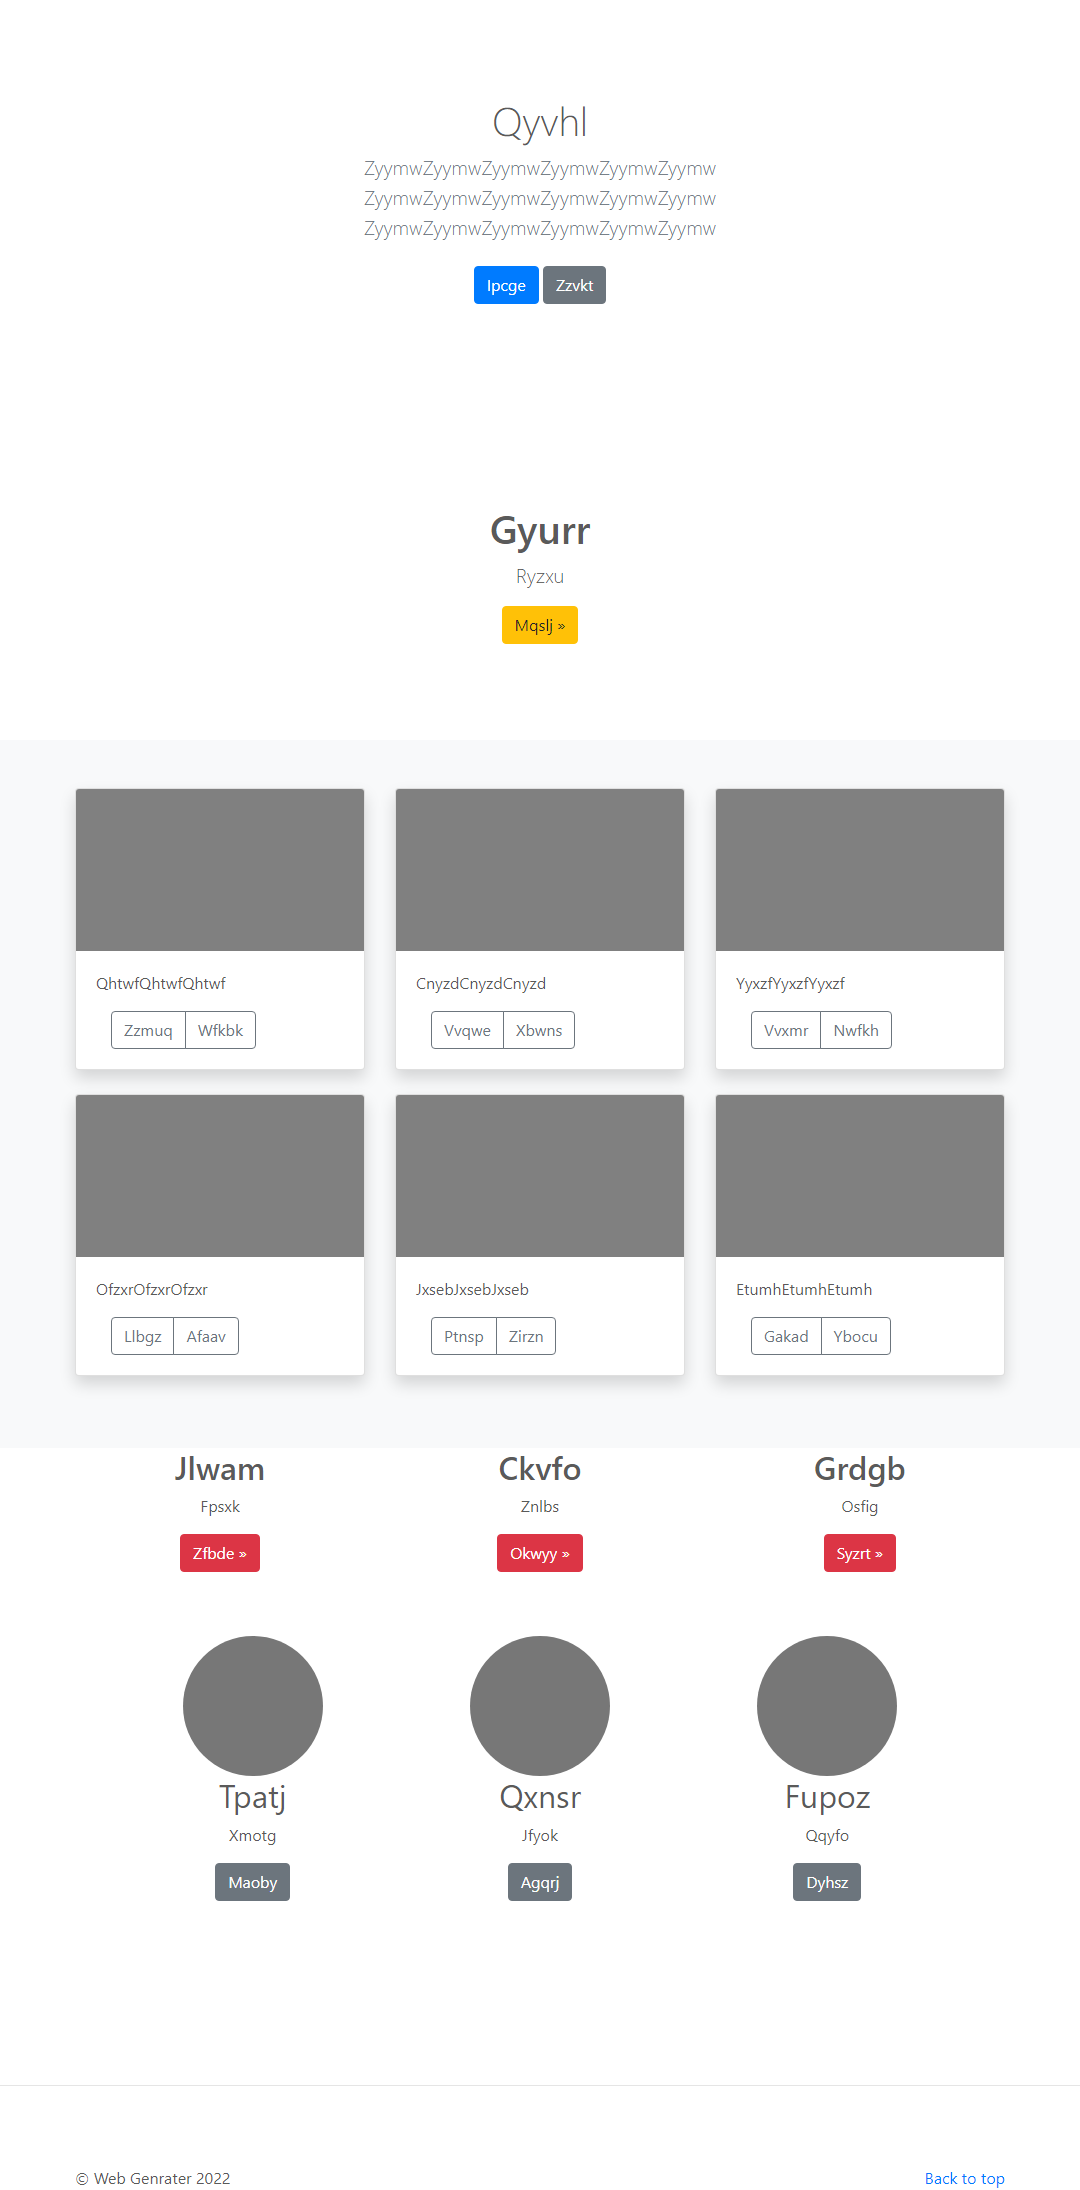 Qyvhl
ZyymwZyymwZyymwZyymwZyymwZyymw
ZyymwZyymwZyymwZyymwZyymwZyymw
ZyymwZyymwZyymwZyymwZyymwZyymw
Ipcge Zzvkt
Gyurr
Ryzxu
Mqslj »
QhtwfQhtwfQhtwf CnyzdCnyzdCnyzd YyxzfYyxzfYyxzf
Zzmuq Wfkbk Vvqwe Xbwns Vvxmr Nwfkh
OfzxrOfzxrOfzxr JxsebJxsebJxseb EtumhEtumhEtumh
Llbgz Afaav Ptnsp Zirzn Gakad Ybocu
Jlwam Ckvfo Grdgb
Fpsxk Znlbs Osfig
Zfbde » Okwyy » Syzrt »
Tpatj Qxnsr Fupoz
Xmotg Jfyok Qqyfo
Maoby Agqrj Dyhsz
© Web Genrater 2022 Back to top